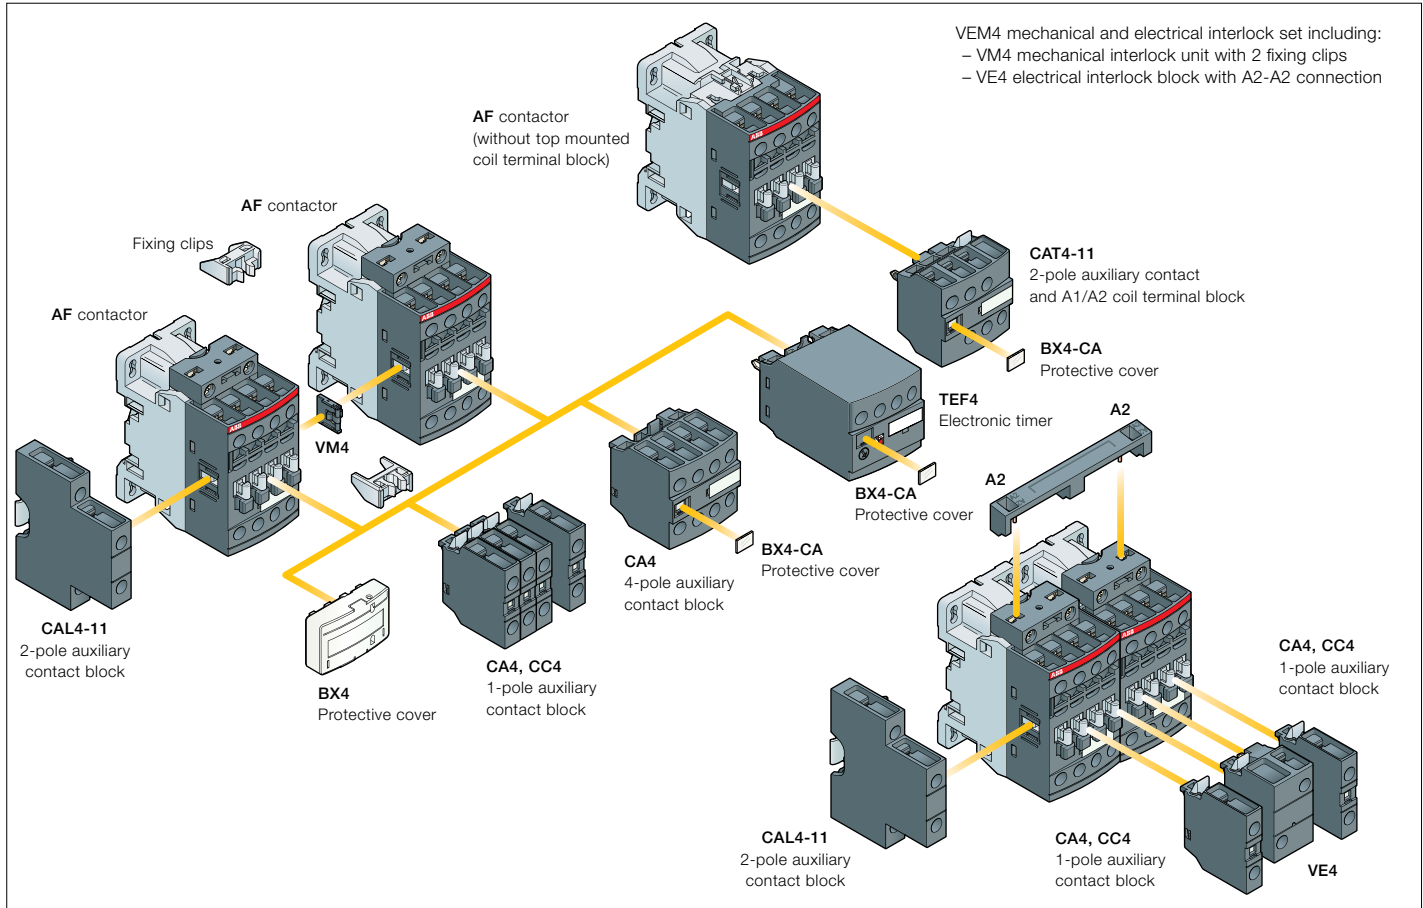 VEM4 mechanical and electrical interlock set including:
– VM4 mechanical interlock unit with 2 fixing clips
– VE4 electrical interlock block with A2-A2 connection
AF contactor
(without top mounted
coil terminal block)
AF contactor
Fixing clips
AF contactor
CAT4-11
2-pole auxiliary contact
and A1/A2 coil terminal block
BX4-CA
Protective cover
TEF4
Electronic timer
A2
A2
VM4
BX4-CA
Protective cover
CA4
4-pole auxiliary
contact block
BX4-CA
Protective cover
CAL4-11
2-pole auxiliary
contact block
BX4
Protective cover
CA4, CC4
1-pole auxiliary
contact block
CA4, CC4
1-pole auxiliary
contact block
CAL4-11
2-pole auxiliary
contact block
CA4, CC4
1-pole auxiliary
contact block
VE4
ABB
ABB
ABB
ABB
ABB